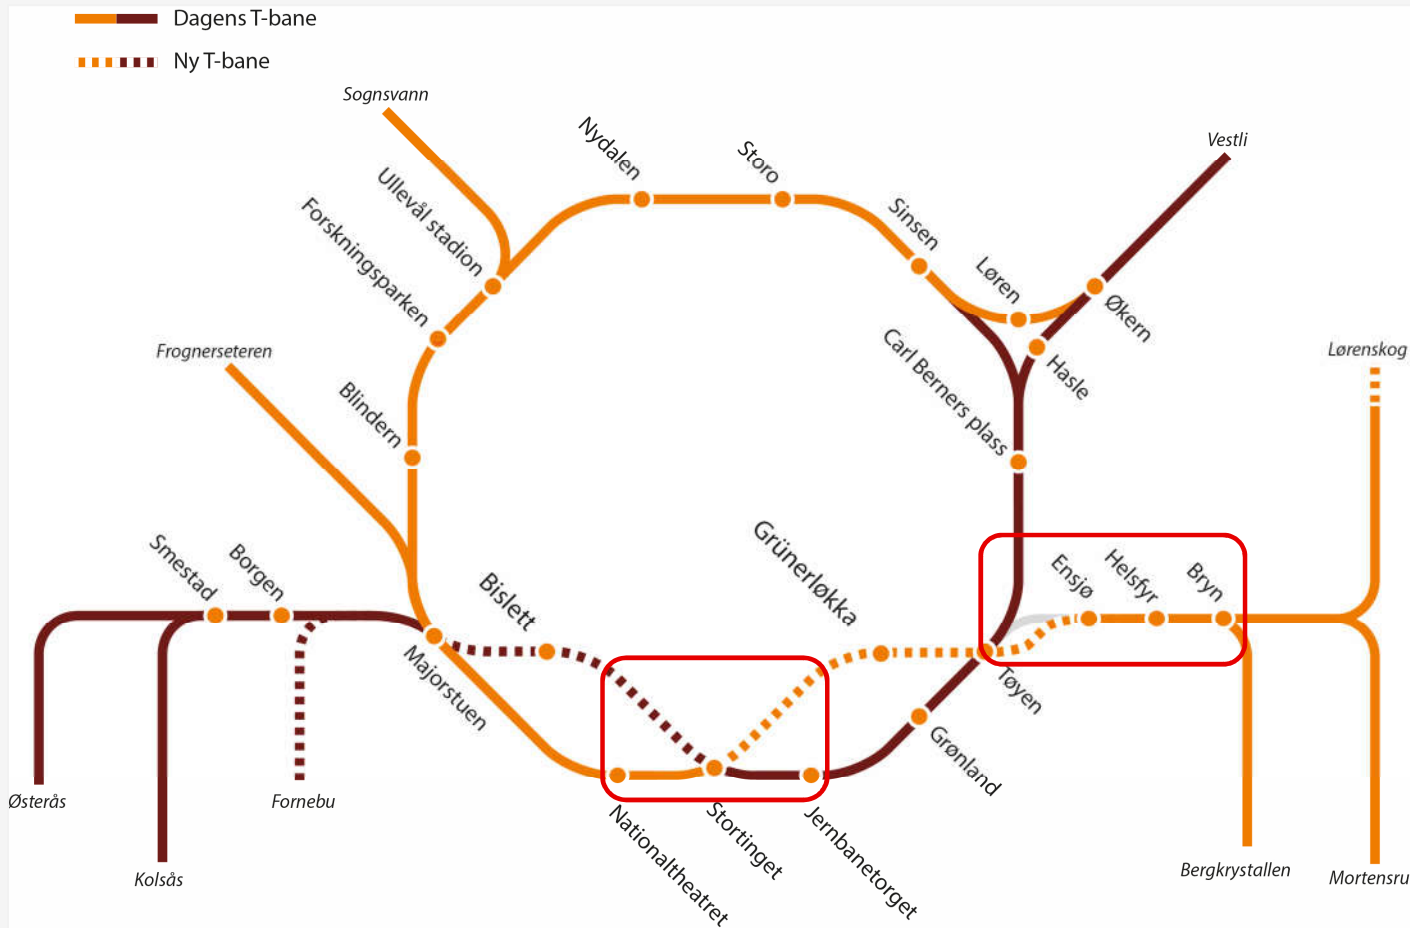 Dagens T-bane
Ny T-bane
Sognsvann
Nydalen
Storo
Vestli
Ullevål stadion
Sinsen
Forskningsparken
Løren
Økern
Carl Berners plass
Hasle
Frognerseteren
Lørenskog
Blindern
Grünerløkka
Smestad
Borgen
Bislett
Ensjø
Helsfyr
Bryn
Majorstuen
Tøyen
Grønland
Østerås
Fornebu
Nationaltheatret
Stortinget
Jernbanetorget
Kolsås
Bergkrystallen
Mortensru